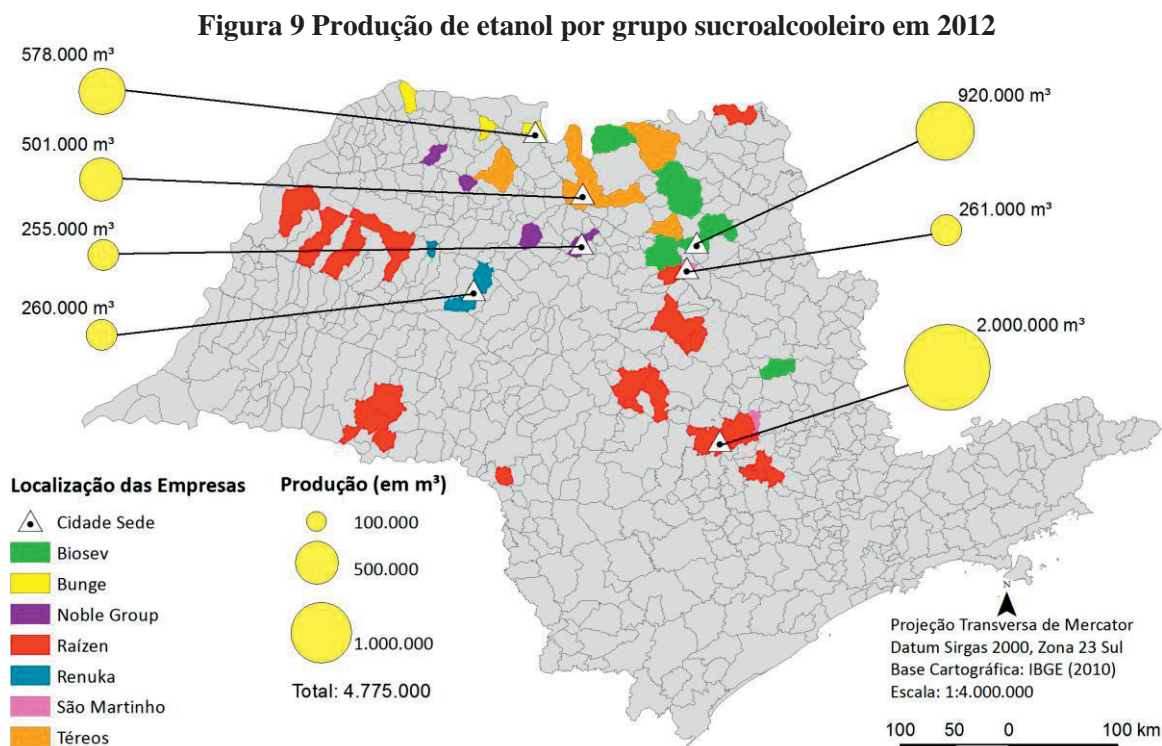 Figura 9 Produção de etanol por grupo sucroalcooleiro em 2012
578.000 m³
501.000 m³
255.000 m³
260.000 m³
920.000 m³
261.000 m³
2.000.000 m³
Localização das Empresas
Cidade Sede
Biosev
Bunge
Noble Group
Raízen
Renuka
São Martinho
Téreos
Produção (em m³)
100.000
500.000
1.000.000
Total: 4.775.000
N
Projeção Transversa de Mercator
Datum Sirgas 2000, Zona 23 Sul
Base Cartográfica: IBGE (2010)
Escala: 1:4.000.000
100 50 0 100 km